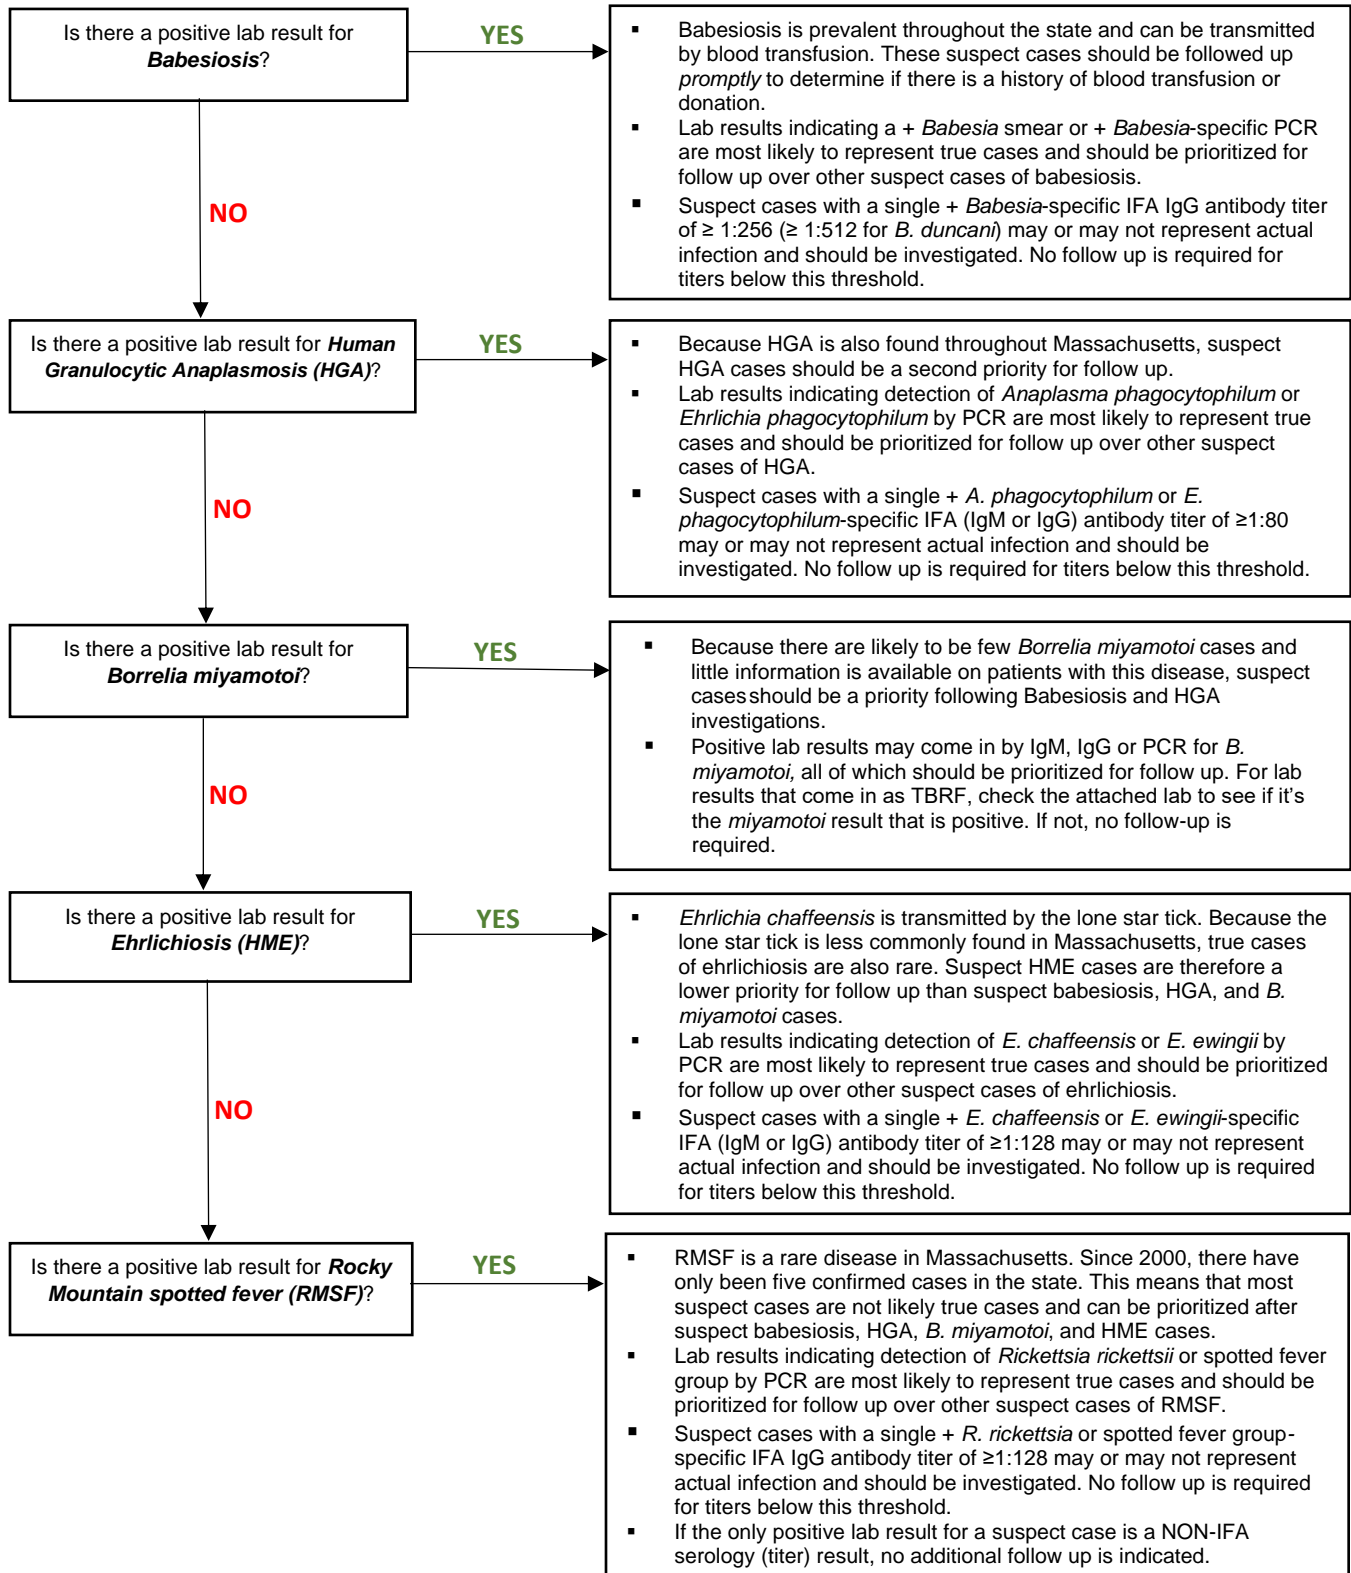 Is there a positive lab result for
Babesiosis?
YES
▪ Babesiosis is prevalent throughout the state and can be transmitted
by blood transfusion. These suspect cases should be followed up
promptly to determine if there is a history of blood transfusion or
donation.
▪ Lab results indicating a + Babesia smear or + Babesia-specific PCR
are most likely to represent true cases and should be prioritized for
follow up over other suspect cases of babesiosis.
▪ Suspect cases with a single + Babesia-specific IFA IgG antibody titer
of ≥ 1:256 (≥ 1:512 for B. duncani) may or may not represent actual
infection and should be investigated. No follow up is required for
titers below this threshold.
NO
Is there a positive lab result for Human
Granulocytic Anaplasmosis (HGA)?
YES
▪ Because HGA is also found throughout Massachusetts, suspect
HGA cases should be a second priority for follow up.
▪ Lab results indicating detection of Anaplasma phagocytophilum or
Ehrlichia phagocytophilum by PCR are most likely to represent true
cases and should be prioritized for follow up over other suspect
cases of HGA.
▪ Suspect cases with a single + A. phagocytophilum or E.
phagocytophilum-specific IFA (IgM or IgG) antibody titer of ≥1:80
may or may not represent actual infection and should be
investigated. No follow up is required for titers below this threshold.
NO
Is there a positive lab result for
Borrelia miyamotoi?
YES
▪ Because there are likely to be few Borrelia miyamotoi cases and
little information is available on patients with this disease, suspect
cases should be a priority following Babesiosis and HGA
investigations.
▪ Positive lab results may come in by IgM, IgG or PCR for B.
miyamotoi, all of which should be prioritized for follow up. For lab
results that come in as TBRF, check the attached lab to see if it's
the miyamotoi result that is positive. If not, no follow-up is
required.
NO
Is there a positive lab result for
Ehrlichiosis (HME)?
YES
▪ Ehrlichia chaffeensis is transmitted by the lone star tick. Because the
lone star tick is less commonly found in Massachusetts, true cases
of ehrlichiosis are also rare. Suspect HME cases are therefore a
lower priority for follow up than suspect babesiosis, HGA, and B.
miyamotoi cases.
▪ Lab results indicating detection of E. chaffeensis or E. ewingii by
PCR are most likely to represent true cases and should be prioritized
for follow up over other suspect cases of ehrlichiosis.
▪ Suspect cases with a single + E. chaffeensis or E. ewingii-specific
IFA (IgM or IgG) antibody titer of ≥1:128 may or may not represent
actual infection and should be investigated. No follow up is required
for titers below this threshold.
NO
Is there a positive lab result for Rocky
Mountain spotted fever (RMSF)?
YES
▪ RMSF is a rare disease in Massachusetts. Since 2000, there have
only been five confirmed cases in the state. This means that most
suspect cases are not likely true cases and can be prioritized after
suspect babesiosis, HGA, B. miyamotoi, and HME cases.
▪ Lab results indicating detection of Rickettsia rickettsii or spotted fever
group by PCR are most likely to represent true cases and should be
prioritized for follow up over other suspect cases of RMSF.
▪ Suspect cases with a single + R. rickettsia or spotted fever group-
specific IFA IgG antibody titer of ≥1:128 may or may not represent
actual infection and should be investigated. No follow up is required
for titers below this threshold.
▪ If the only positive lab result for a suspect case is a NON-IFA
serology (titer) result, no additional follow up is indicated.